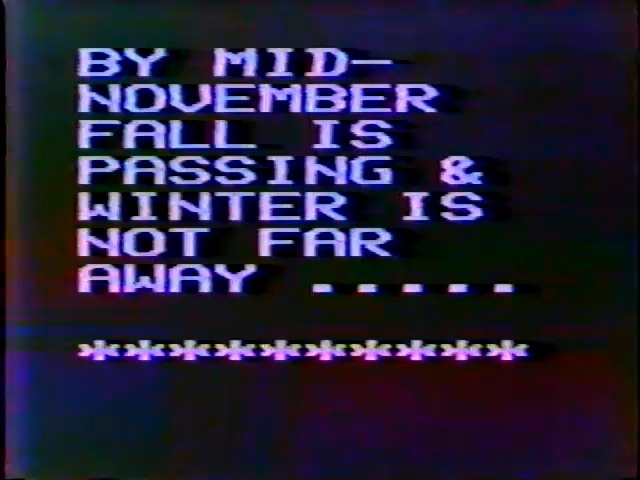 BY MID-
NOVEMBER
FALL IS
PASSING &
WINTER IS
NOT FAR
AWAY .....
**********